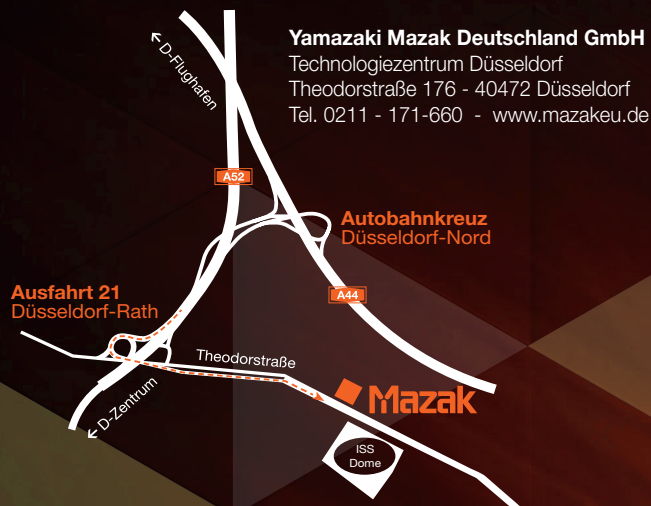 Yamazaki Mazak Deutschland GmbH
Technologiezentrum Düsseldorf
Theodorstraße 176 - 40472 Düsseldorf
Tel. 0211 - 171-660 - www.mazakeu.de
← D-Flughafen
A52
Autobahnkreuz
Düsseldorf-Nord
Ausfahrt 21
Düsseldorf-Rath
A44
Theodorstraße
Mazak
← D-Zentrum
ISS
Dome